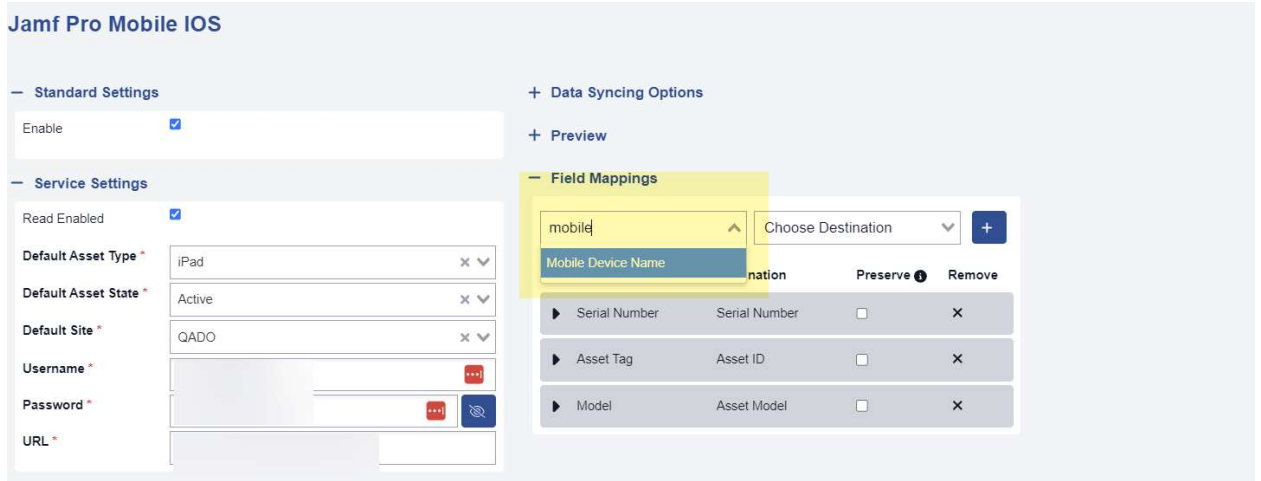 Jamf Pro Mobile IOS
Standard Settings
Enable
Service Settings
Read Enabled
Default Asset Type *
iPad
Default Asset State *
Active
Default Site *
QADO
Username *
Password *
URL *
Data Syncing Options
Preview
Field Mappings
mobile
Choose Destination
Mobile Device Name
nation Preserve Remove
Serial Number Serial Number
Asset Tag Asset ID
Model Asset Model